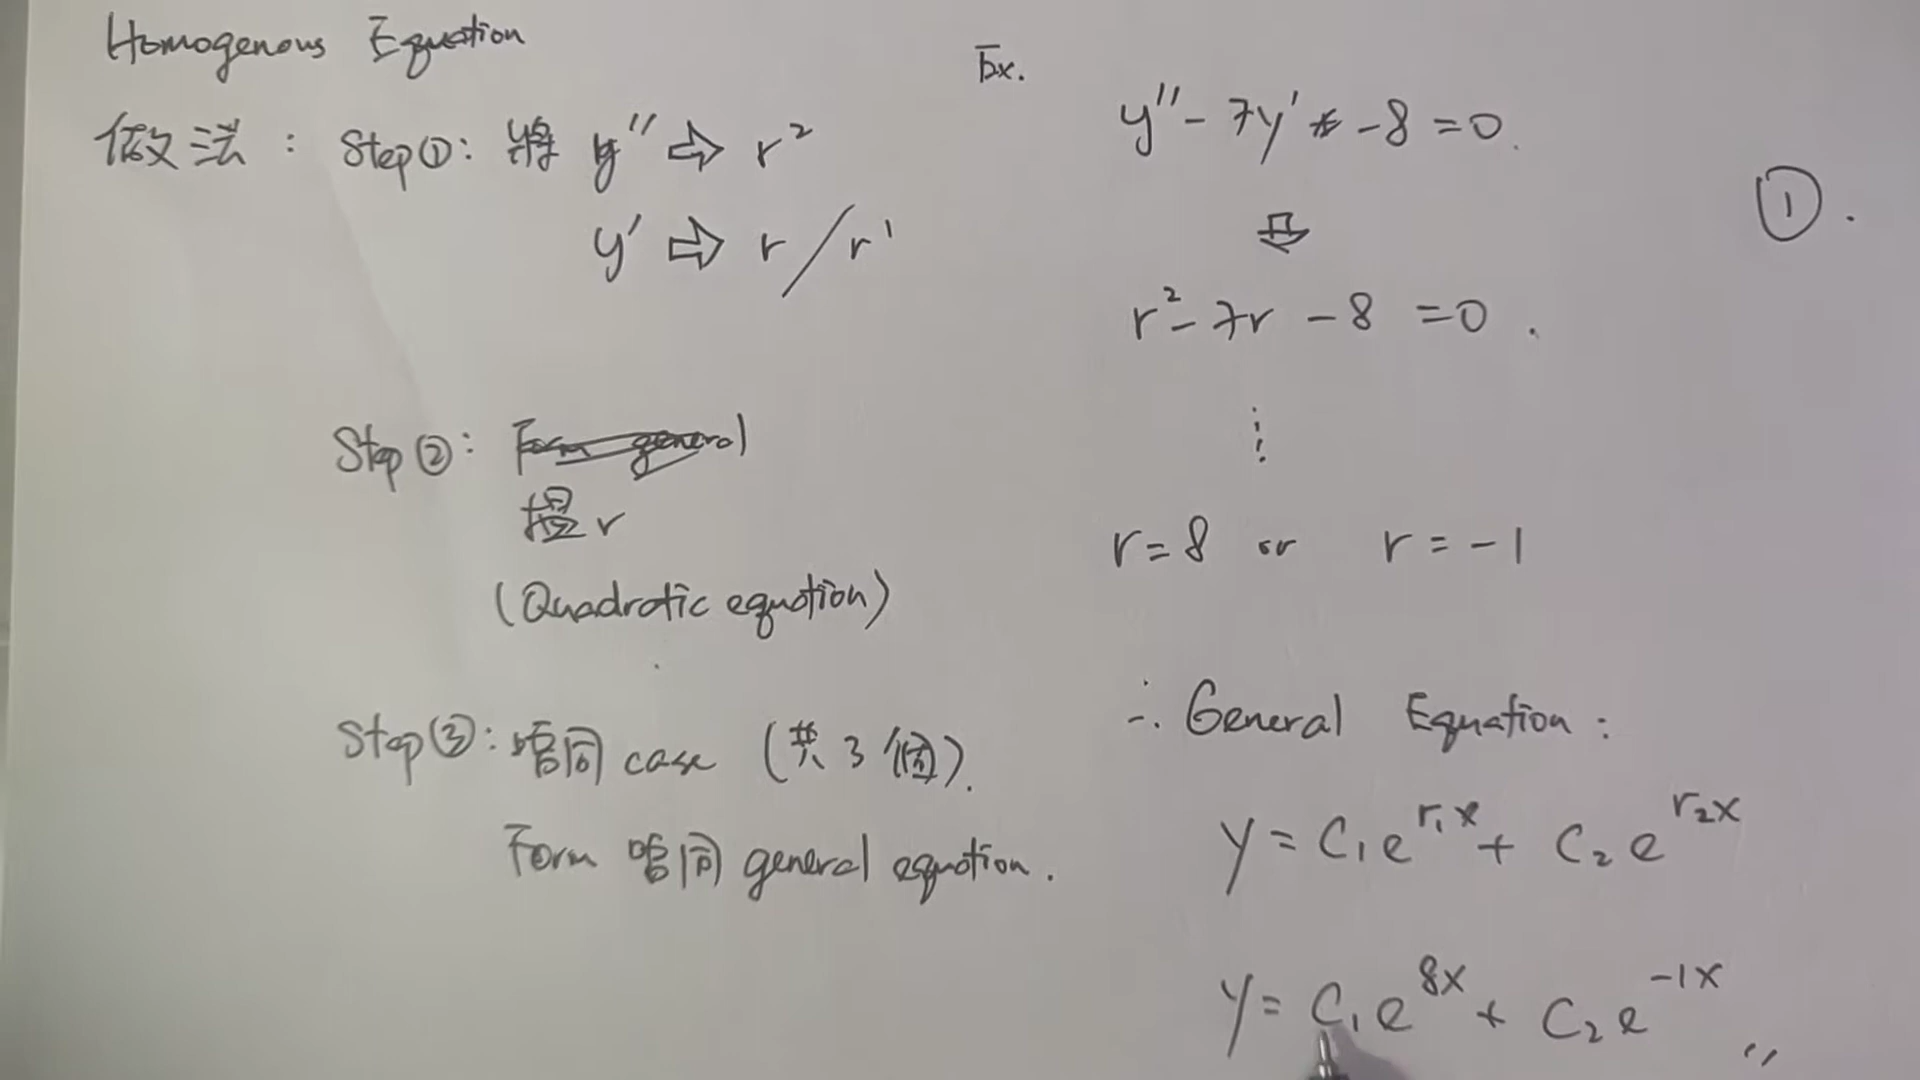 Homogenous Equation
做法 : Step①: 將 y'' ⇨ r²
y' ⇨ r / r'
Step②:
搵 r
(Quadratic equation)
Step③: 唔同 case (共 3 個).
Form 唔同 general equation.
Ex.
y'' - 7y' - 8 = 0.
①.
⇩
r² - 7r - 8 = 0.
⋮
r = 8 or r = -1
∴ General Equation :
y = C₁e^{r₁x} + C₂e^{r₂x}
y = C₁e^{8x} + C₂e^{-1x} ,,